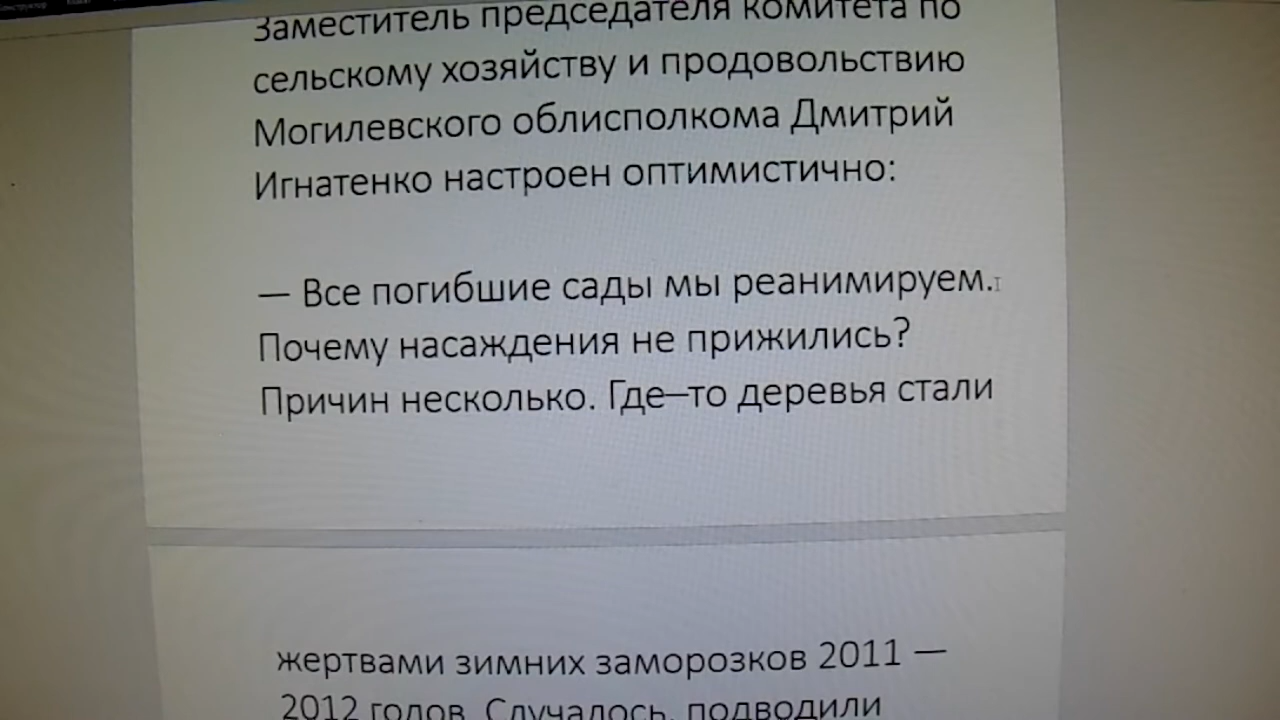 Заместитель председателя комитета по
сельскому хозяйству и продовольствию
Могилевского облисполкома Дмитрий
Игнатенко настроен оптимистично:
— Все погибшие сады мы реанимируем.
Почему насаждения не прижились?
Причин несколько. Где—то деревья стали
жертвами зимних заморозков 2011 —
2012 годов. Случалось, подводили